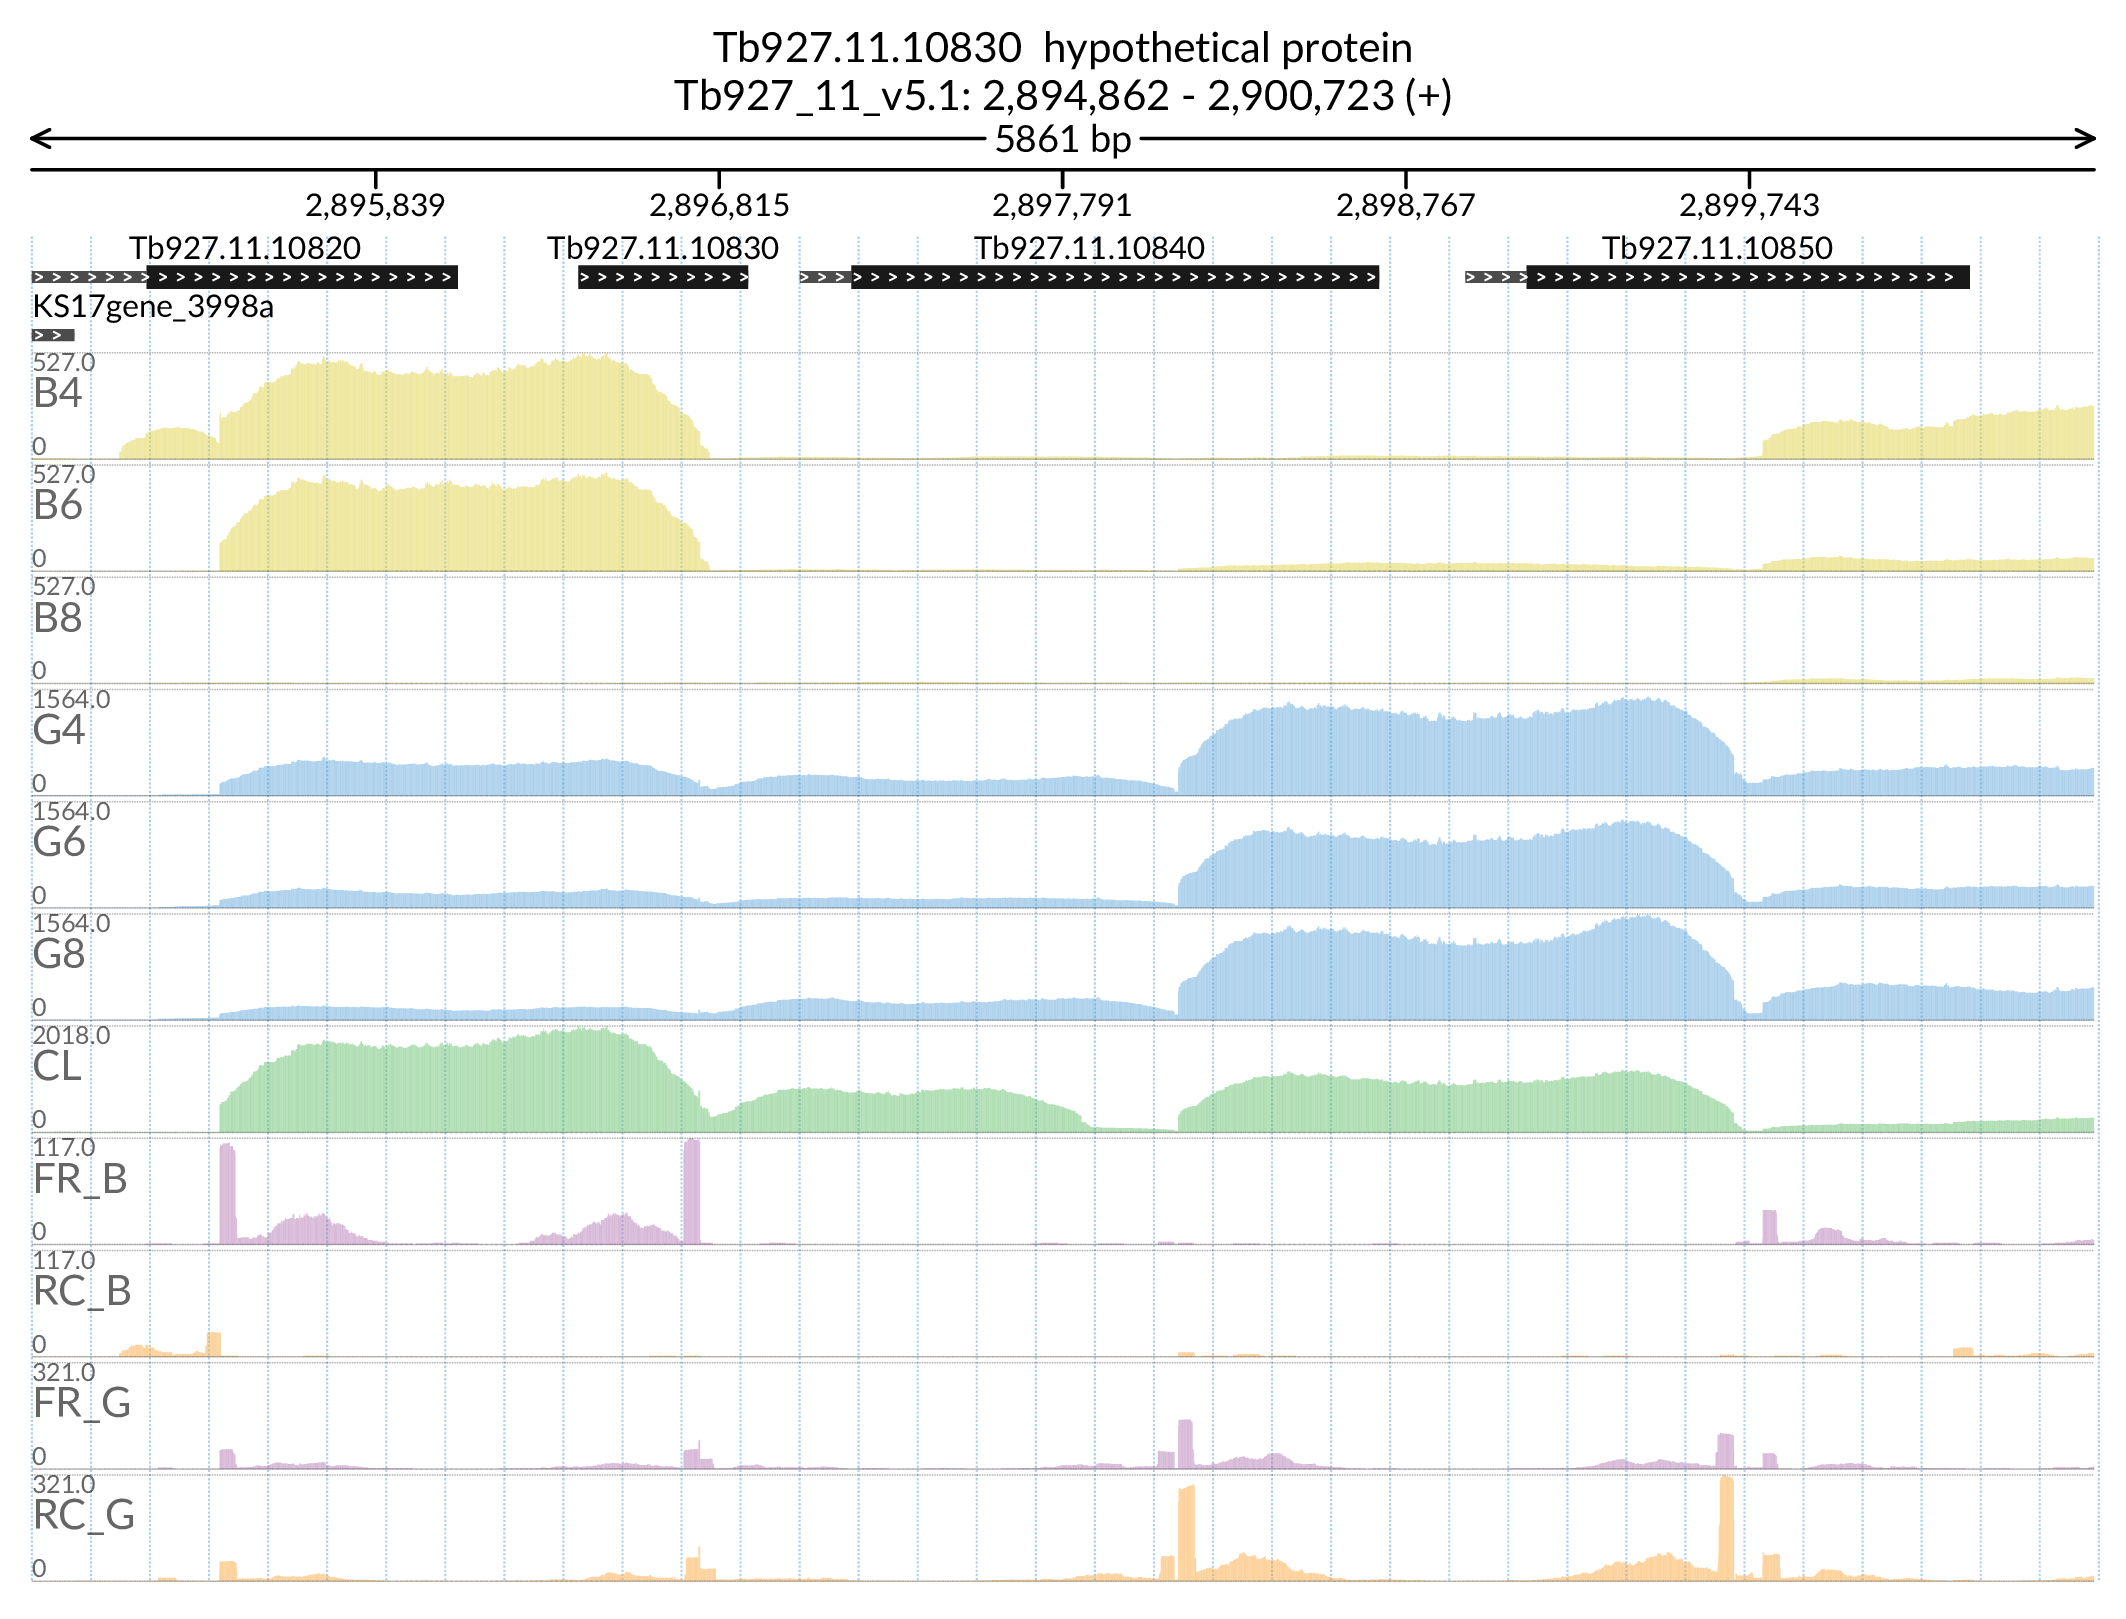 Tb927.11.10830  hypothetical protein
Tb927_11_v5.1: 2,894,862 - 2,900,723 (+)
5861 bp
2,895,839 2,896,815 2,897,791 2,898,767 2,899,743
Tb927.11.10820 Tb927.11.10830 Tb927.11.10840 Tb927.11.10850
KS17gene_3998a
527.0
B4
0
527.0
B6
0
527.0
B8
0
1564.0
G4
0
1564.0
G6
0
1564.0
G8
0
2018.0
CL
0
117.0
FR_B
0
117.0
RC_B
0
321.0
FR_G
0
321.0
RC_G
0